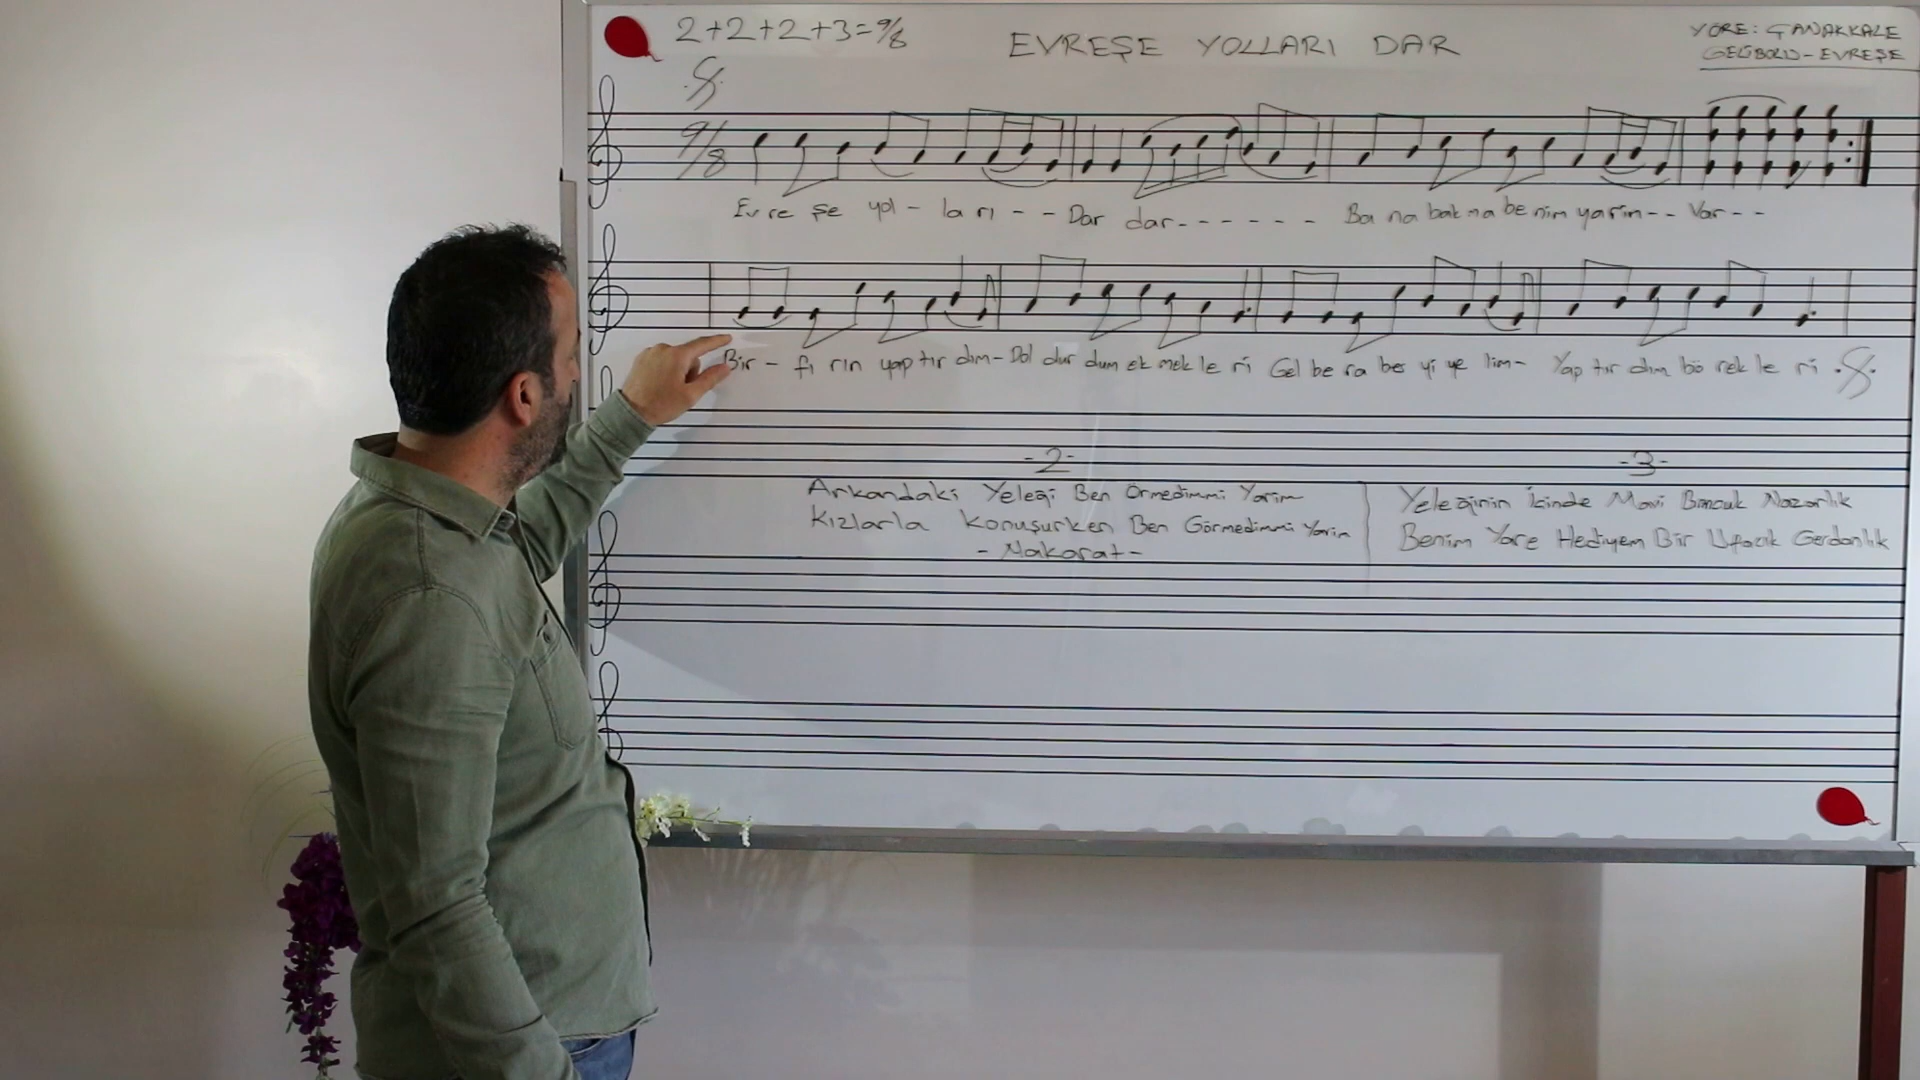 2+2+2+3=9/8
EVREŞE YOLLARI DAR
YÖRE: ÇANAKKALE
GELİBOLU-EVREŞE
9/8
Ev re şe yol - la rı - - Dar dar - - - - - - Ba na bak ma be nim yarim - - Var - -
Bir - fı rın yap tır dım - Dol dur dum ek mek le ri Gel be ra ber yi ye lim - Yap tır dım bö rek le ri
-2-
Arkandaki Yeleği Ben Örmedimmi Yarim
Kızlarla Konuşurken Ben Görmedimmi Yarim
- Nakarat -
-3-
Yeleğinin İçinde Mavi Boncuk Nazarlık
Benim Yare Hediyem Bir Ufacık Gerdanlık